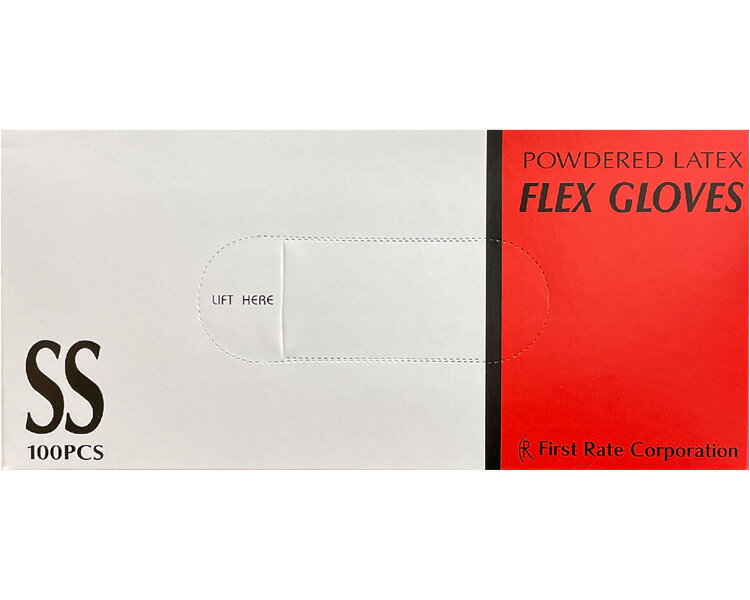 POWDERED LATEX
FLEX GLOVES
LIFT HERE
SS
100PCS
First Rate Corporation